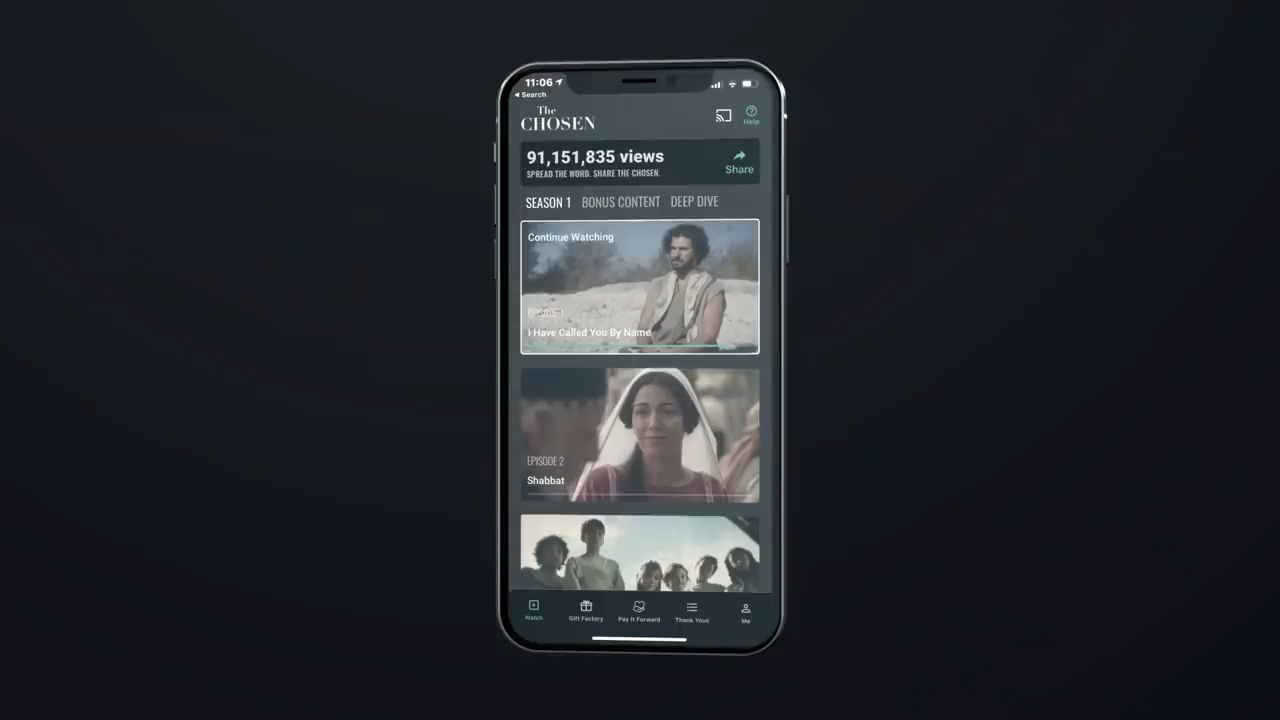 11:06
Search
The
CHOSEN
Help
91,151,835 views
SPREAD THE WORD. SHARE THE CHOSEN.
Share
SEASON 1 BONUS CONTENT DEEP DIVE
Continue Watching
EPISODE 1
I Have Called You By Name
EPISODE 2
Shabbat
Watch Gift Factory Pay It Forward Thank Yous Me